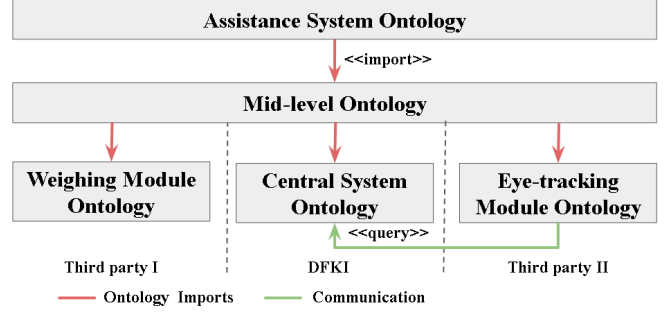 Assistance System Ontology
<<import>>
Mid-level Ontology
Weighing Module
Ontology
Central System
Ontology
Eye-tracking
Module Ontology
<<query>>
Third party I
DFKI
Third party II
Ontology Imports
Communication